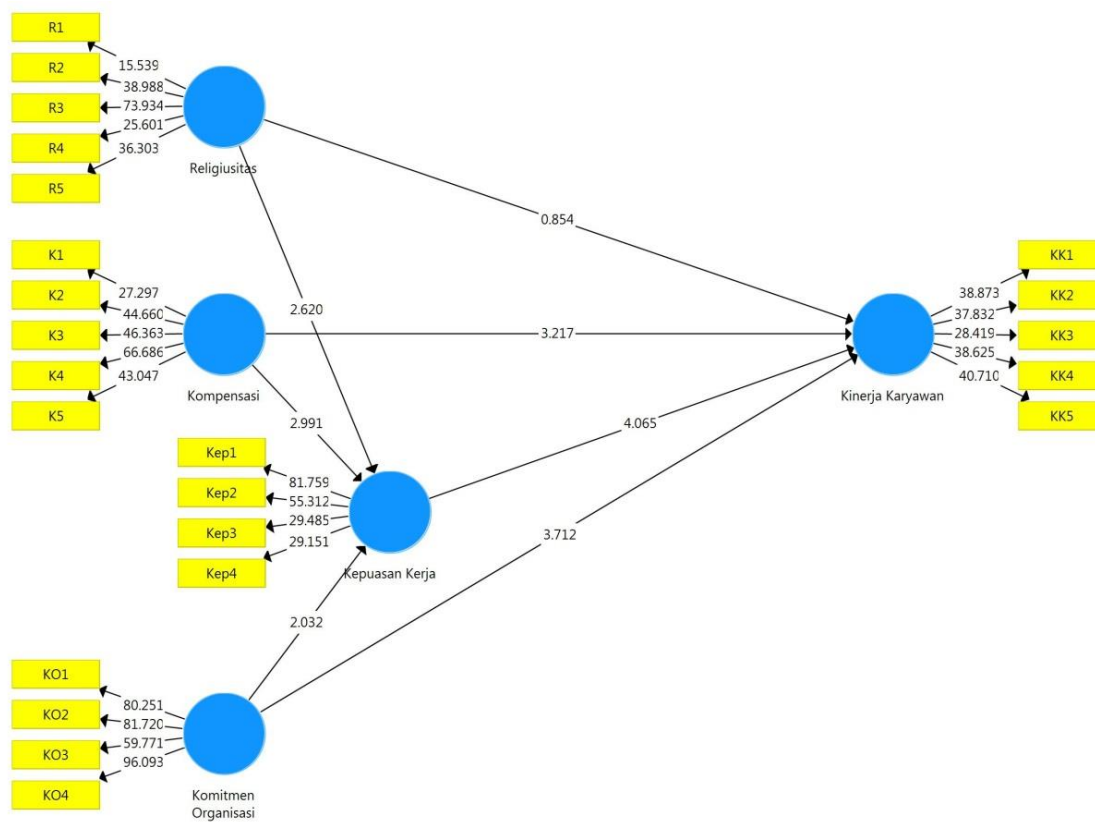 R1
R2
R3
R4
R5
15.539
38.988
73.934
25.601
36.303
Religiusitas
0.854
K1
K2
K3
K4
K5
27.297
44.660
46.363
66.686
43.047
Kompensasi
2.620
3.217
2.991
KK1
KK2
KK3
KK4
KK5
38.873
37.832
28.419
38.625
40.710
Kinerja Karyawan
Kep1
Kep2
Kep3
Kep4
81.759
55.312
29.485
29.151
Kepuasan Kerja
4.065
3.712
2.032
KO1
KO2
KO3
KO4
80.251
81.720
59.771
96.093
Komitmen
Organisasi